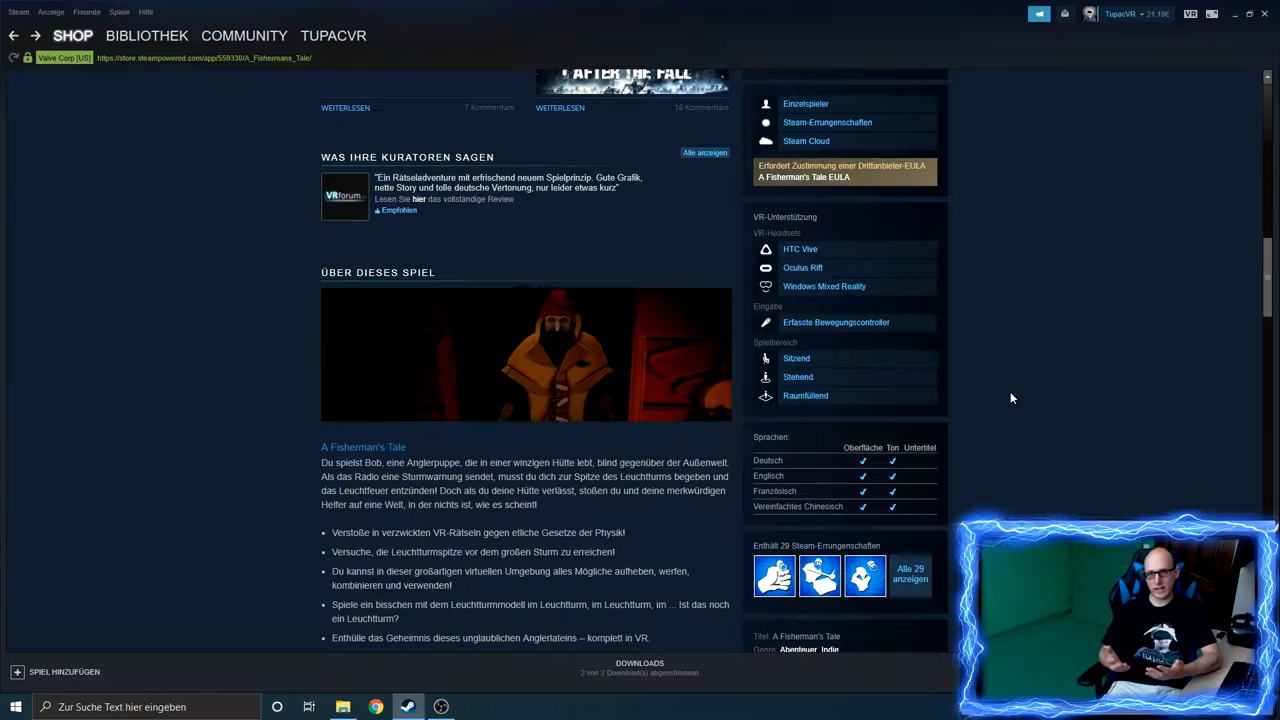 Steam Anzeige Freunde Spiele Hilfe
TupacVR 21,18€
SHOP BIBLIOTHEK COMMUNITY TUPACVR
Valve Corp [US] https://store.steampowered.com/app/559330/A_Fishermans_Tale/
AFTER THE FALL
WEITERLESEN 7 Kommentare WEITERLESEN 16 Kommentare
WAS IHRE KURATOREN SAGEN Alle anzeigen
VRforum
"Ein Rätseladventure mit erfrischend neuem Spielprinzip. Gute Grafik,
nette Story und tolle deutsche Vertonung, nur leider etwas kurz"
Lesen Sie hier das vollständige Review.
Empfohlen
ÜBER DIESES SPIEL
A Fisherman's Tale
Du spielst Bob, eine Anglerpuppe, die in einer winzigen Hütte lebt, blind gegenüber der Außenwelt.
Als das Radio eine Sturmwarnung sendet, musst du dich zur Spitze des Leuchtturms begeben und
das Leuchtfeuer entzünden! Doch als du deine Hütte verlässt, stoßen du und deine merkwürdigen
Helfer auf eine Welt, in der nichts ist, wie es scheint!
Verstoße in verzwickten VR-Rätseln gegen etliche Gesetze der Physik!
Versuche, die Leuchtturmspitze vor dem großen Sturm zu erreichen!
Du kannst in dieser großartigen virtuellen Umgebung alles Mögliche aufheben, werfen,
kombinieren und verwenden!
Spiele ein bisschen mit dem Leuchtturmmodell im Leuchtturm, im Leuchtturm, im ... Ist das noch
ein Leuchtturm?
Enthülle das Geheimnis dieses unglaublichen Anglerlateins – komplett in VR.
Einzelspieler
Steam-Errungenschaften
Steam Cloud
Erfordert Zustimmung einer Drittanbieter-EULA
A Fisherman's Tale EULA
VR-Unterstützung
VR-Headsets
HTC Vive
Oculus Rift
Windows Mixed Reality
Eingabe
Erfasste Bewegungscontroller
Spielbereich
Sitzend
Stehend
Raumfüllend
Sprachen:
Oberfläche Ton Untertitel
Deutsch ✔ ✔
Englisch ✔ ✔
Französisch ✔ ✔
Vereinfachtes Chinesisch ✔ ✔
Enthält 29 Steam-Errungenschaften
Alle 29
anzeigen
Titel: A Fisherman's Tale
Genre: Abenteuer, Indie
SPIEL HINZUFÜGEN
DOWNLOADS
2 von 2 Download(s) abgeschlossen
Zur Suche Text hier eingeben